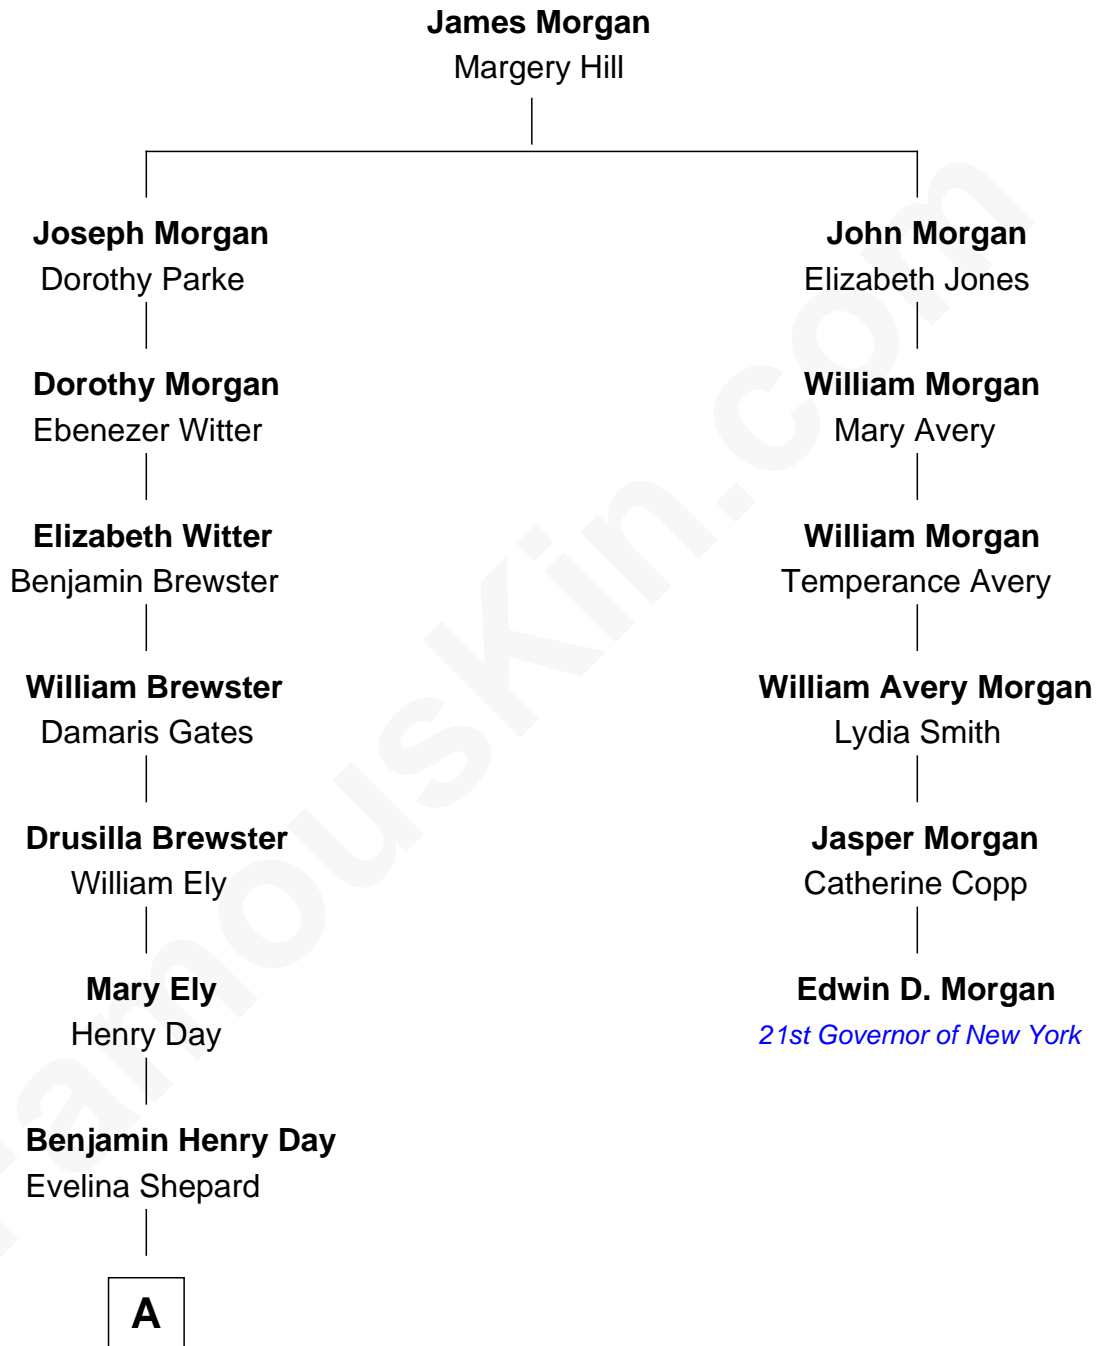 James Morgan
Margery Hill
Joseph Morgan
Dorothy Parke
Dorothy Morgan
Ebenezer Witter
Elizabeth Witter
Benjamin Brewster
William Brewster
Damaris Gates
Drusilla Brewster
William Ely
Mary Ely
Henry Day
Benjamin Henry Day
Evelina Shepard
A
John Morgan
Elizabeth Jones
William Morgan
Mary Avery
William Morgan
Temperance Avery
William Avery Morgan
Lydia Smith
Jasper Morgan
Catherine Copp
Edwin D. Morgan
21st Governor of New York
FamousKin.com